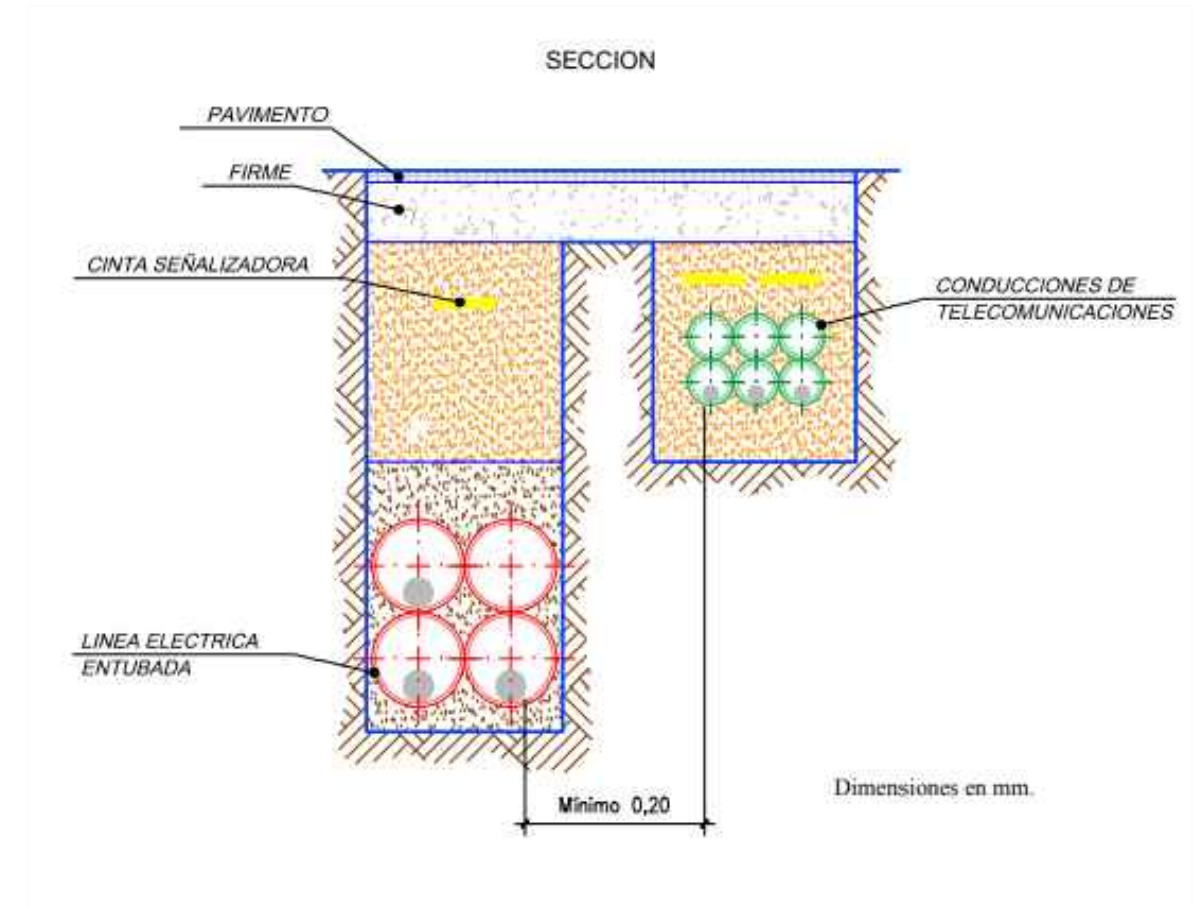 SECCION
PAVIMENTO
FIRME
CINTA SEÑALIZADORA
CONDUCCIONES DE
TELECOMUNICACIONES
LINEA ELECTRICA
ENTUBADA
Dimensiones en mm.
Mínimo 0,20